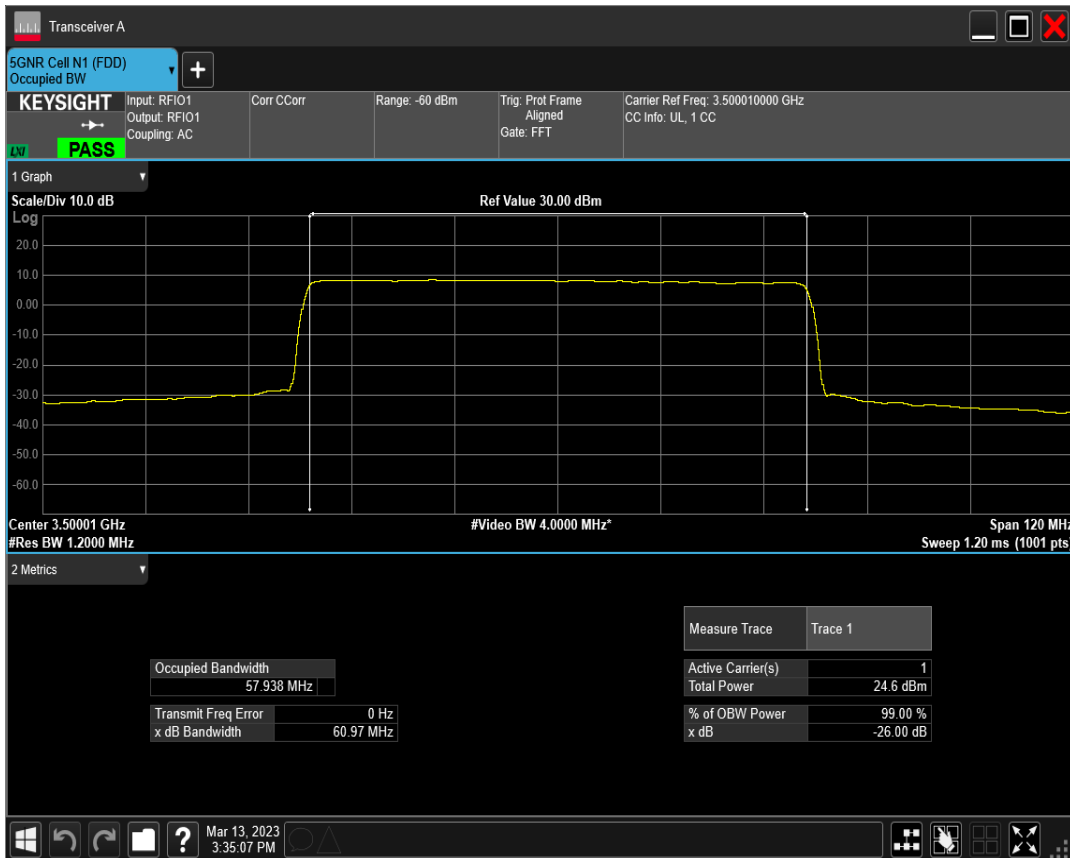 Transceiver A
5GNR Cell N1 (FDD)
Occupied BW
KEYSIGHT
LXI
PASS
Input: RFIO1
Output: RFIO1
Coupling: AC
Corr CCorr
Range: -60 dBm
Trig: Prot Frame
Aligned
Gate: FFT
Carrier Ref Freq: 3.500010000 GHz
CC Info: UL, 1 CC
1 Graph
Scale/Div 10.0 dB
Ref Value 30.00 dBm
Log
20.0
10.0
0.00
-10.0
-20.0
-30.0
-40.0
-50.0
-60.0
Center 3.50001 GHz
#Video BW 4.0000 MHz*
Span 120 MHz
#Res BW 1.2000 MHz
Sweep 1.20 ms (1001 pts)
2 Metrics
Measure Trace Trace 1
Occupied Bandwidth
57.938 MHz
Active Carrier(s) 1
Total Power 24.6 dBm
Transmit Freq Error 0 Hz
x dB Bandwidth 60.97 MHz
% of OBW Power 99.00 %
x dB -26.00 dB
?
Mar 13, 2023
3:35:07 PM